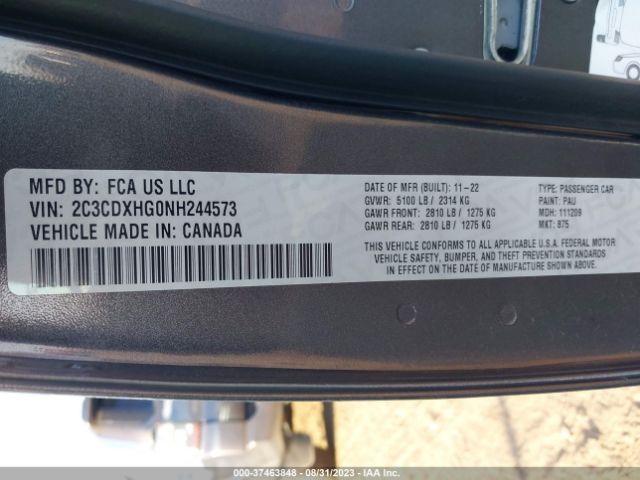 MFD BY: FCA US LLC
VIN: 2C3CDXHG0NH244573
VEHICLE MADE IN: CANADA
DATE OF MFR (BUILT): 11-22
GVWR: 5100 LB / 2314 KG
GAWR FRONT: 2810 LB / 1275 KG
GAWR REAR: 2810 LB / 1275 KG
TYPE: PASSENGER CAR
PAINT: PAU
MDH: 111209
MKT: 875
THIS VEHICLE CONFORMS TO ALL APPLICABLE U.S.A. FEDERAL MOTOR
VEHICLE SAFETY, BUMPER, AND THEFT PREVENTION STANDARDS
IN EFFECT ON THE DATE OF MANUFACTURE SHOWN ABOVE.
000-37463848 - 08/31/2023 - IAA Inc.